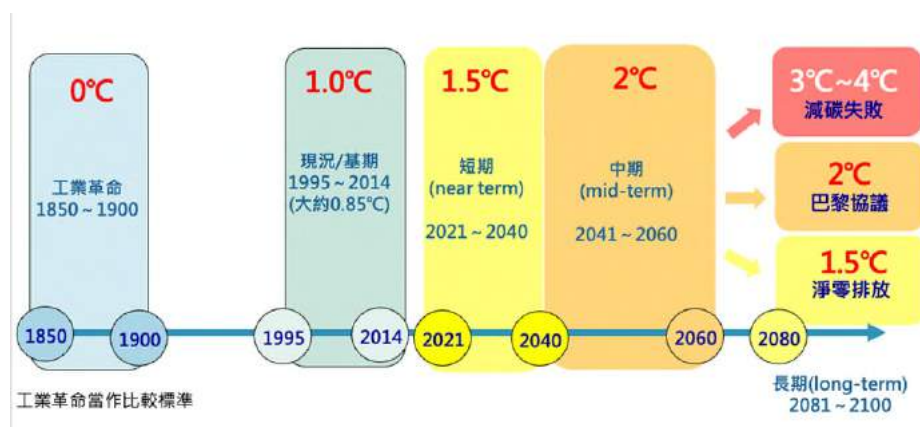 0℃
工業革命
1850～1900
1.0℃
現況/基期
1995～2014
(大約0.85℃)
1.5℃
短期
(near term)
2021～2040
2℃
中期
(mid-term)
2041～2060
3℃~4℃
減碳失敗
2℃
巴黎協議
1.5℃
淨零排放
1850
1900
1995
2014
2021
2040
2060
2080
工業革命當作比較標準
長期(long-term)
2081～2100